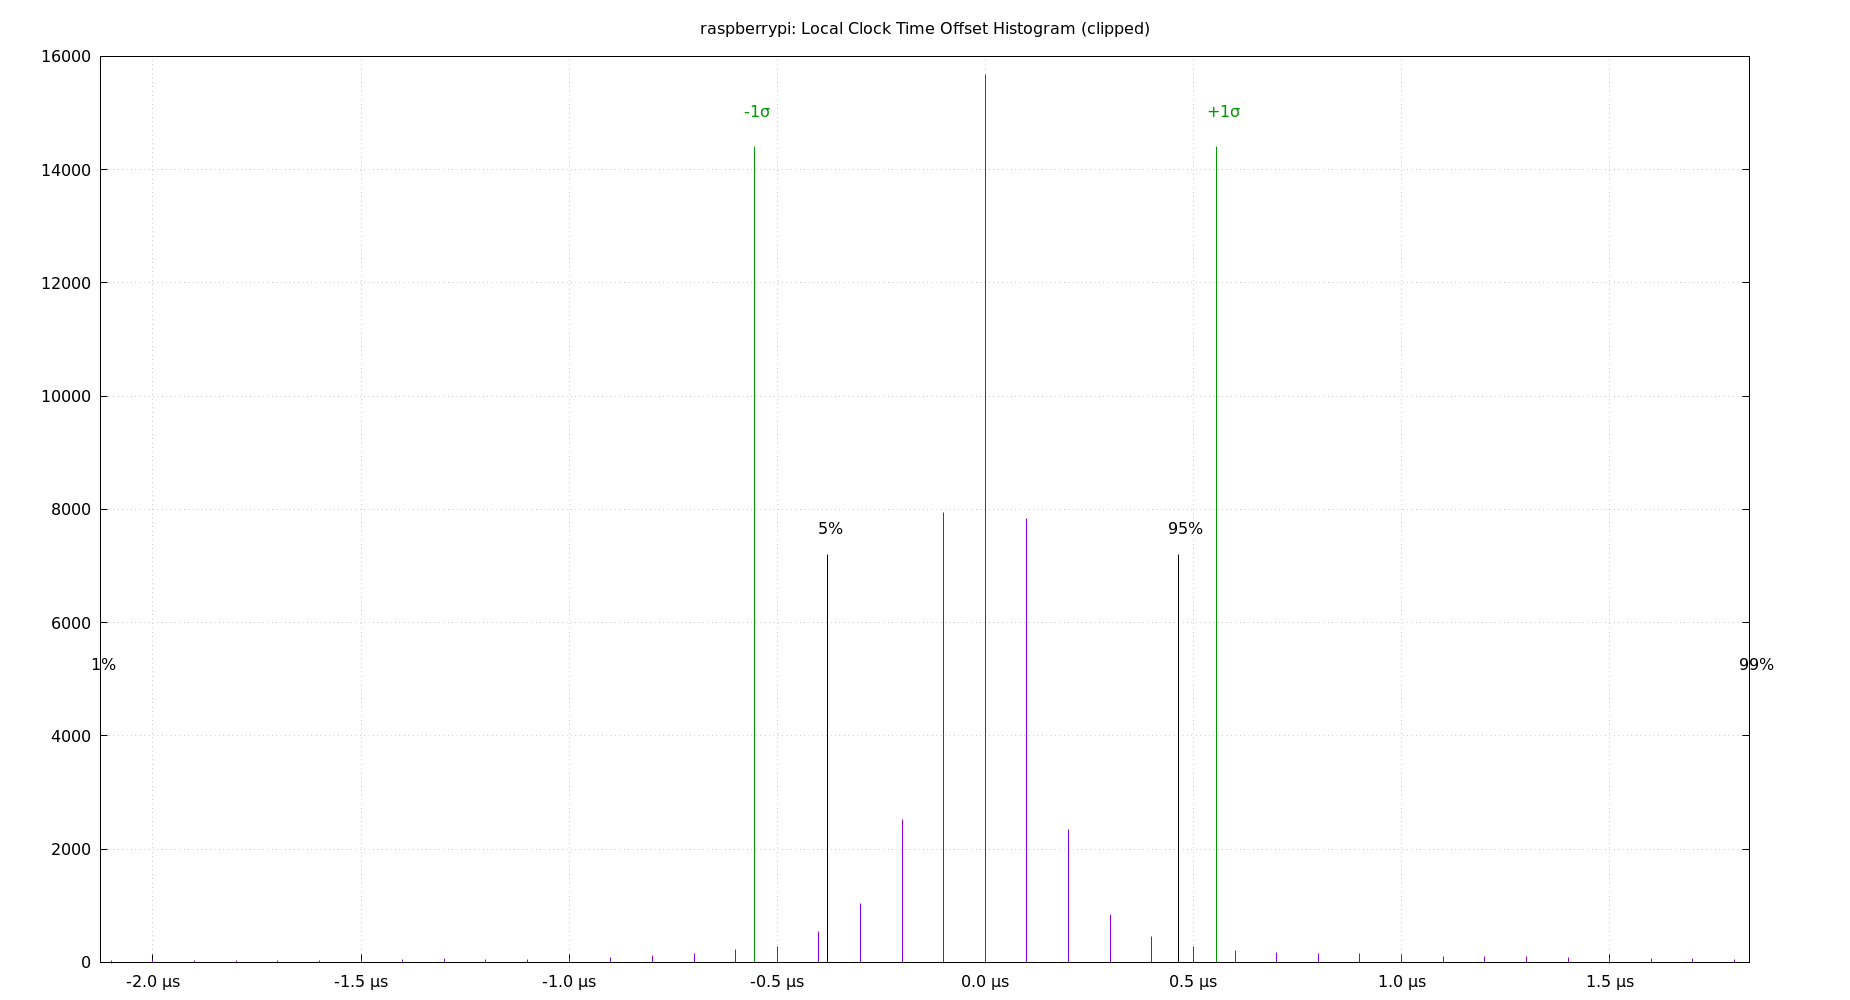 raspberrypi: Local Clock Time Offset Histogram (clipped)
16000
-1σ
+1σ
14000
12000
10000
8000
5%
95%
6000
1%
99%
4000
2000
0
-2.0 µs
-1.5 µs
-1.0 µs
-0.5 µs
0.0 µs
0.5 µs
1.0 µs
1.5 µs